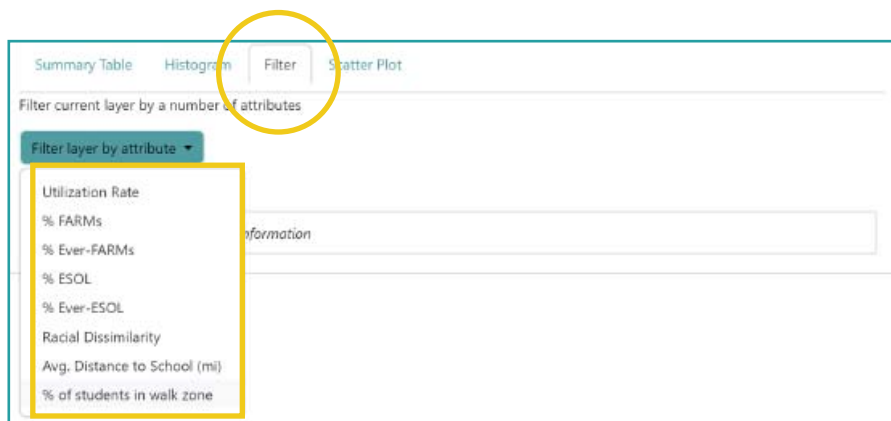 Summary Table Histogram Filter Scatter Plot
Filter current layer by a number of attributes
Filter layer by attribute
Utilization Rate
% FARMs
information
% Ever-FARMs
% ESOL
% Ever-ESOL
Racial Dissimilarity
Avg. Distance to School (mi)
% of students in walk zone